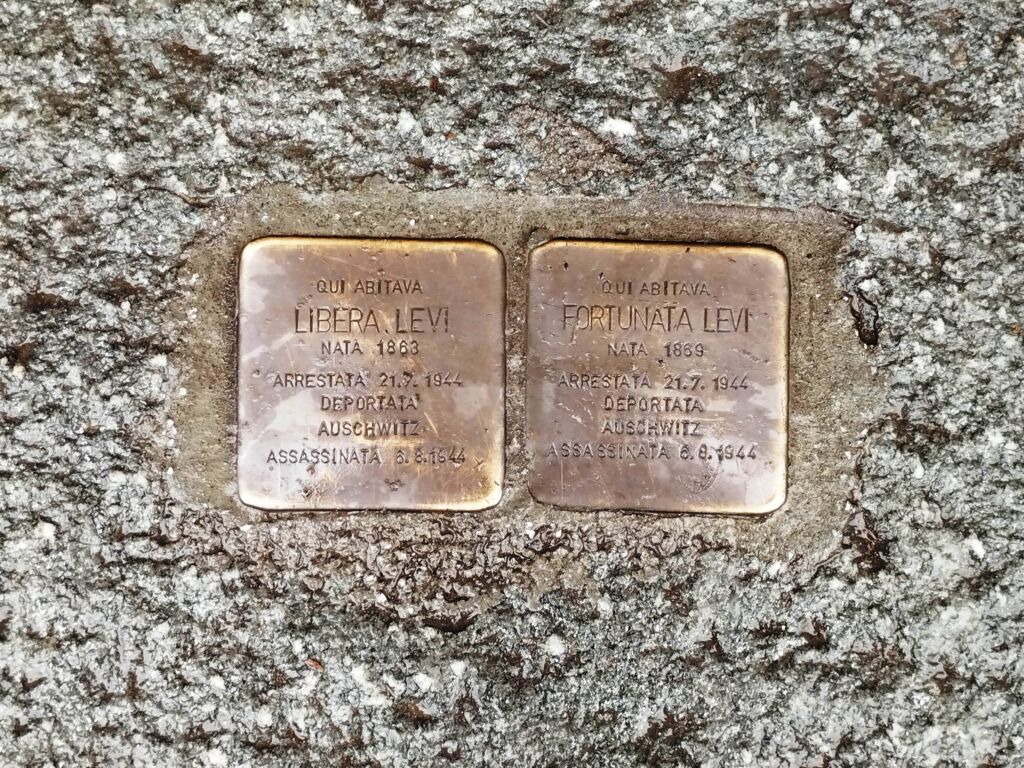 QUI ABITAVA
LIBERA LEVI
NATA 1863
ARRESTATA 21.7.1944
DEPORTATA
AUSCHWITZ
ASSASSINATA 6.8.1944
QUI ABITAVA
FORTUNATA LEVI
NATA 1869
ARRESTATA 21.7.1944
DEPORTATA
AUSCHWITZ
ASSASSINATA 6.8.1944